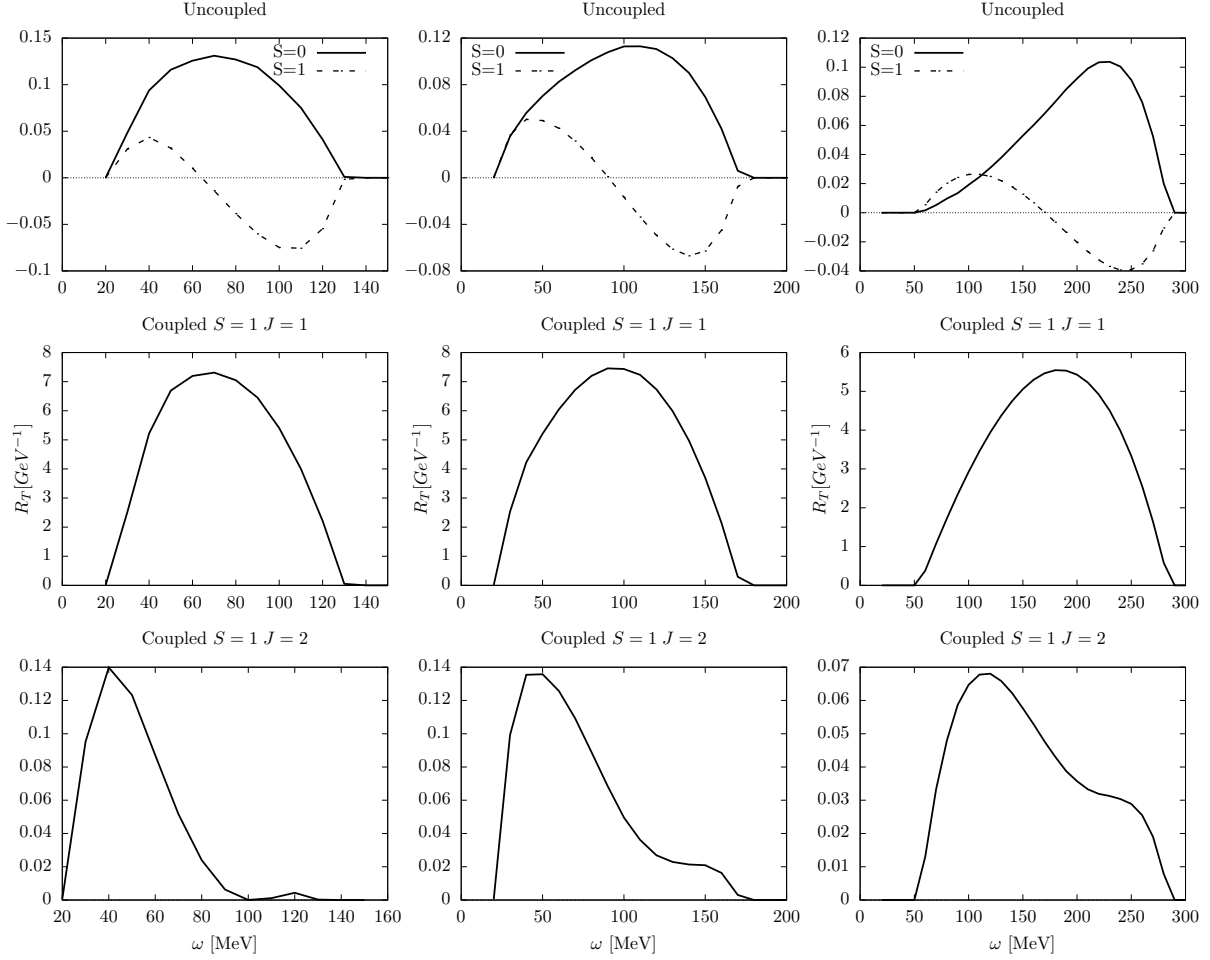 Uncoupled Uncoupled Uncoupled
0.15 0.12 0.12
S=0 S=0 S=0
S=1 S=1 S=1
0.1 0.08 0.1
0.08
0.05 0.04 0.06
0.04
0 0 0.02
0
−0.05 −0.04 −0.02
−0.1 −0.08 −0.04
0 20 40 60 80 100 120 140 0 50 100 150 200 0 50 100 150 200 250 300
Coupled S = 1 J = 1 Coupled S = 1 J = 1 Coupled S = 1 J = 1
8 8 6
7 7 5
6 6
5 5 4
4 4 3
3 3 2
2 2
1 1 1
0 0 0
R_T[GeV^{−1}] R_T[GeV^{−1}] R_T[GeV^{−1}]
0 20 40 60 80 100 120 140 0 50 100 150 200 0 50 100 150 200 250 300
Coupled S = 1 J = 2 Coupled S = 1 J = 2 Coupled S = 1 J = 2
0.14 0.14 0.07
0.12 0.12 0.06
0.1 0.1 0.05
0.08 0.08 0.04
0.06 0.06 0.03
0.04 0.04 0.02
0.02 0.02 0.01
0 0 0
20 40 60 80 100 120 140 160 0 50 100 150 200 0 50 100 150 200 250 300
ω [MeV] ω [MeV] ω [MeV]